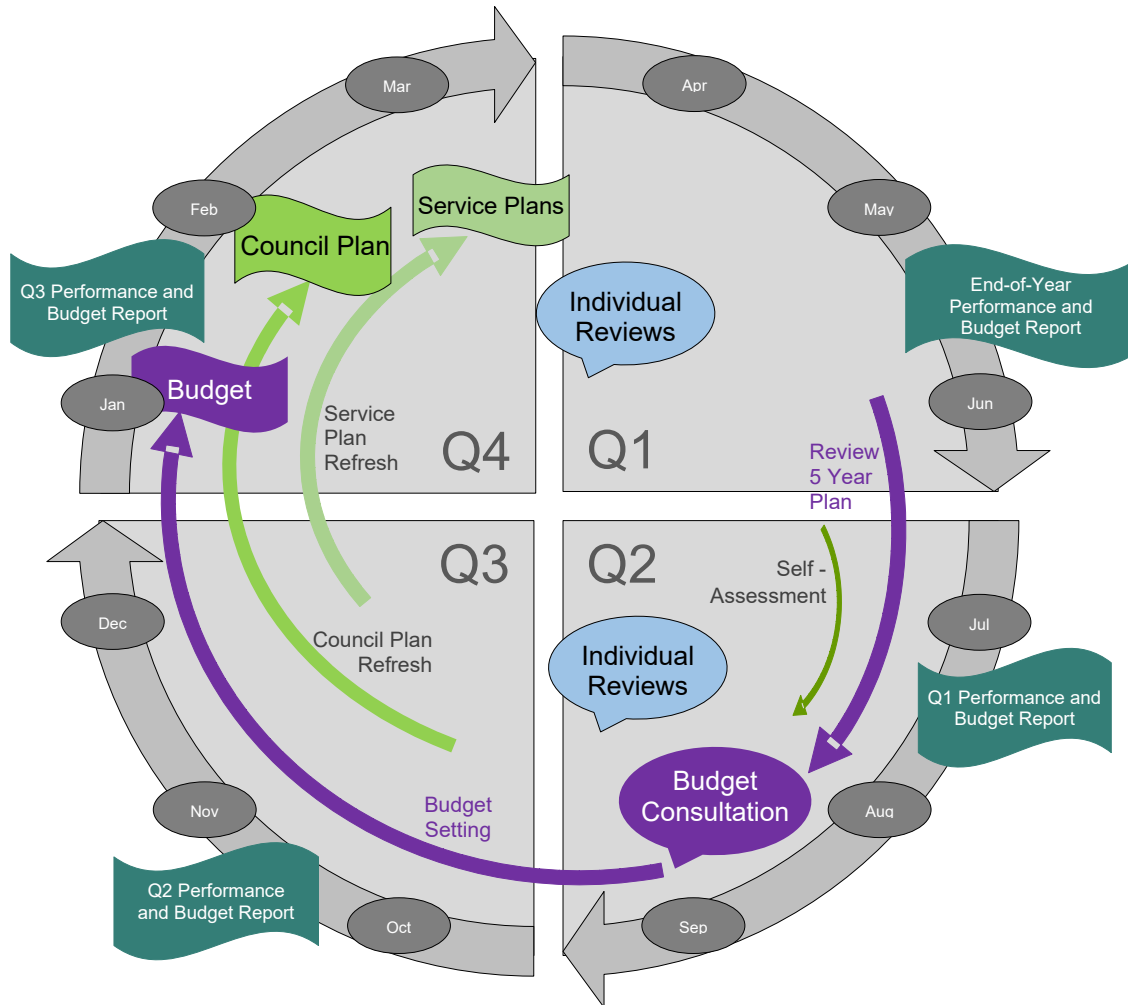 Mar
Apr
Feb
Service Plans
May
Council Plan
Q3 Performance and
Budget Report
Individual
Reviews
End-of-Year
Performance and
Budget Report
Budget
Jan
Jun
Service
Plan
Refresh
Q4
Q1
Review
5 Year
Plan
Q3
Q2
Self -
Assessment
Dec
Jul
Council Plan
Refresh
Individual
Reviews
Q1 Performance and
Budget Report
Budget
Consultation
Budget
Setting
Nov
Aug
Q2 Performance
and Budget Report
Oct
Sep